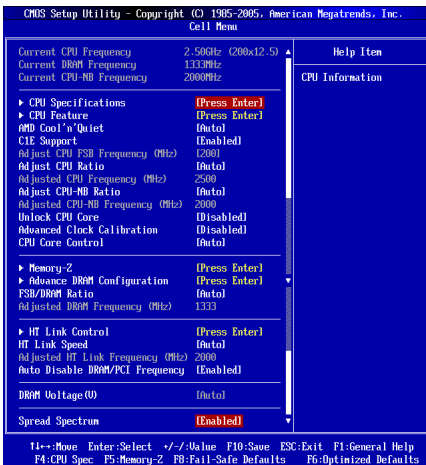 CMOS Setup Utility - Copyright (C) 1985-2005, American Megatrends, Inc.
Cell Menu
Current CPU Frequency 2.50GHz (200x12.5)
Current DRAM Frequency 1333MHz
Current CPU-NB Frequency 2000MHz
Help Item
CPU Information
▶ CPU Specifications [Press Enter]
▶ CPU Feature [Press Enter]
AMD Cool'n'Quiet [Auto]
C1E Support [Enabled]
Adjust CPU FSB Frequency (MHz) [200]
Adjust CPU Ratio [Auto]
Adjusted CPU Frequency (MHz) 2500
Adjust CPU-NB Ratio [Auto]
Adjusted CPU-NB Frequency (MHz) 2000
Unlock CPU Core [Disabled]
Advanced Clock Calibration [Disabled]
CPU Core Control [Auto]
▶ Memory-Z [Press Enter]
▶ Advance DRAM Configuration [Press Enter]
FSB/DRAM Ratio [Auto]
Adjusted DRAM Frequency (MHz) 1333
▶ HT Link Control [Press Enter]
HT Link Speed [Auto]
Adjusted HT Link Frequency (MHz) 2000
Auto Disable DRAM/PCI Frequency [Enabled]
DRAM Voltage(V) [Auto]
Spread Spectrum [Enabled]
↑↓←→:Move Enter:Select +/-/:Value F10:Save ESC:Exit F1:General Help
F4:CPU Spec F5:Memory-Z F8:Fail-Safe Defaults F6:Optimized Defaults